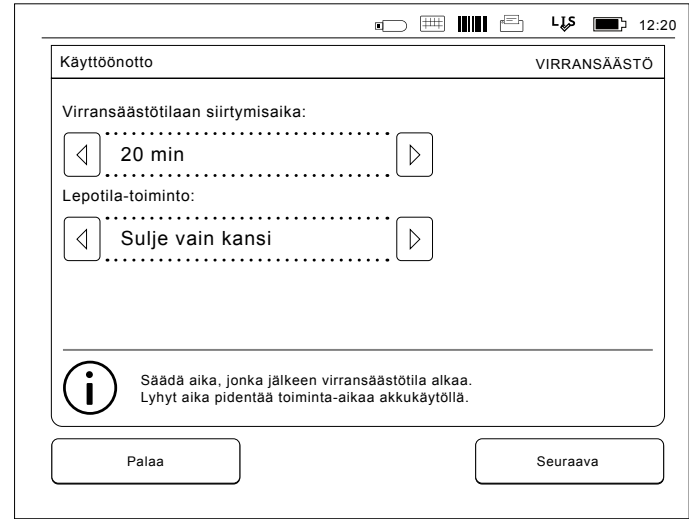 LIS 12:20
Käyttöönotto VIRRANSÄÄSTÖ
Virransäästötilaan siirtymisaika:
20 min
Lepotila-toiminto:
Sulje vain kansi
Säädä aika, jonka jälkeen virransäästötila alkaa.
Lyhyt aika pidentää toiminta-aikaa akkukäytöllä.
Palaa Seuraava